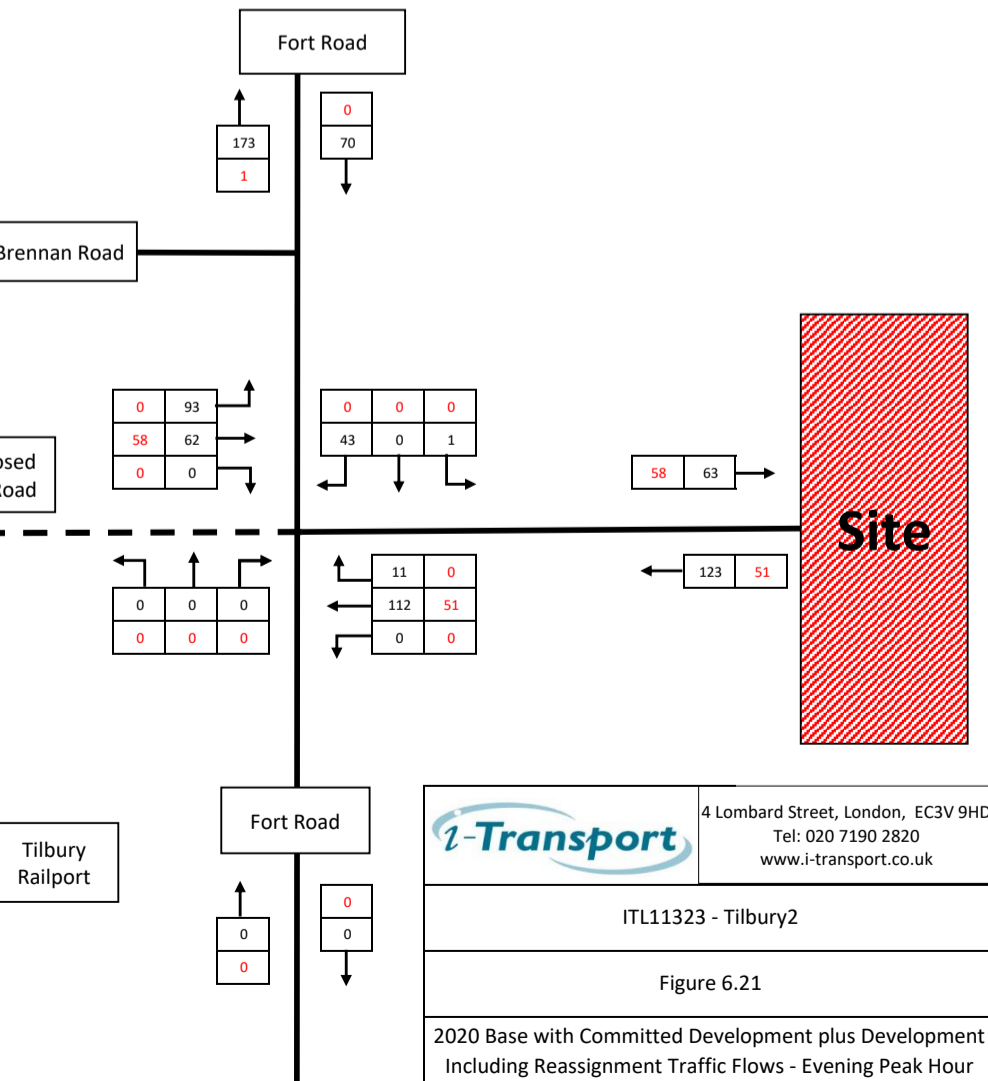 Fort Road
0
173 70
1
Brennan Road
0 93
58 62
0 0
0 0 0
43 0 1
osed
Road
58 63
Site
0 0 0
0 0 0
11 0
112 51
0 0
123 51
Fort Road
Tilbury
Railport
0
0 0
0
i-Transport
4 Lombard Street, London, EC3V 9HD
Tel: 020 7190 2820
www.i-transport.co.uk
ITL11323 - Tilbury2
Figure 6.21
2020 Base with Committed Development plus Development
Including Reassignment Traffic Flows - Evening Peak Hour